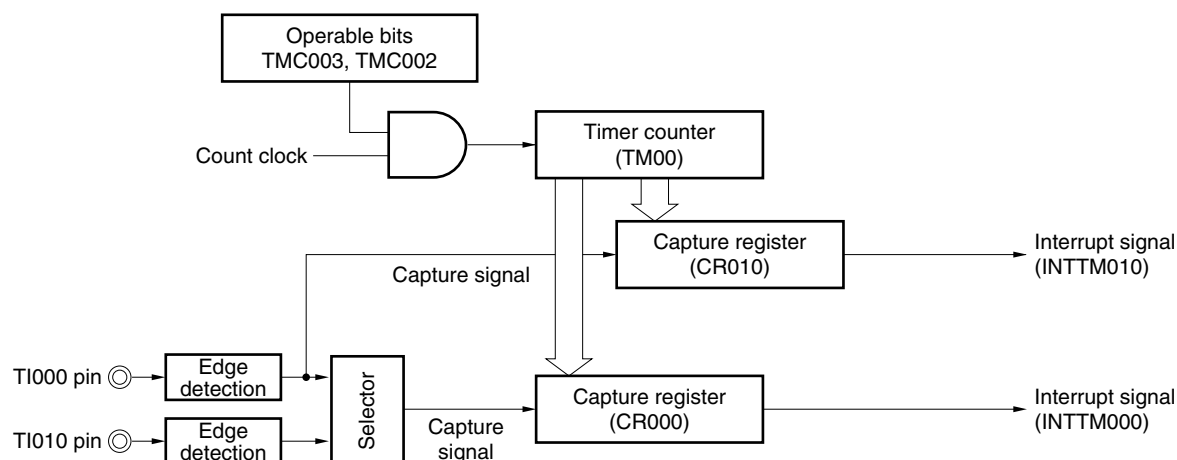 Operable bits
TMC003, TMC002
Count clock
Timer counter
(TM00)
Capture register
(CR010)
Interrupt signal
(INTTM010)
Capture signal
TI000 pin
Edge
detection
Selector
Capture register
(CR000)
Interrupt signal
(INTTM000)
TI010 pin
Edge
detection
Capture
signal